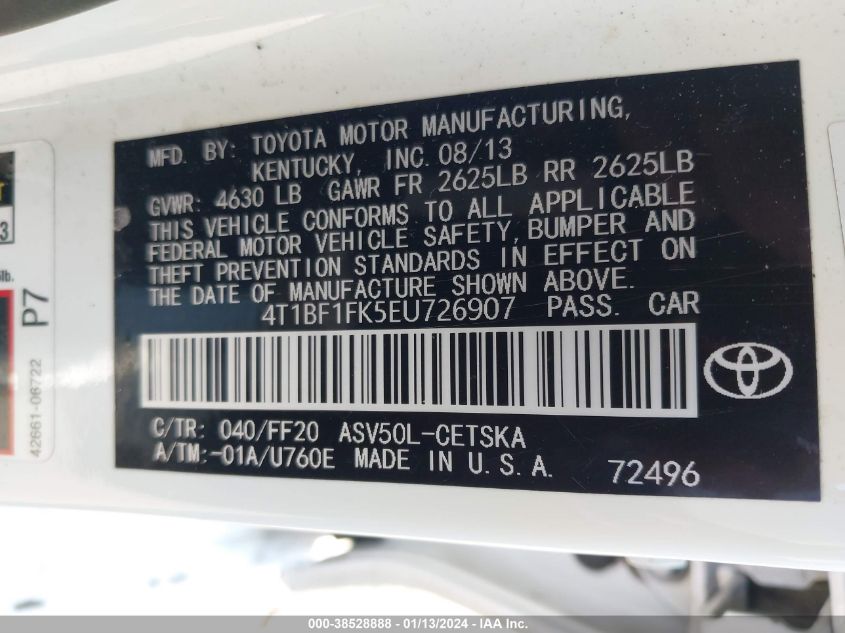 MFD. BY: TOYOTA MOTOR MANUFACTURING,
KENTUCKY, INC. 08/13
GVWR: 4630 LB GAWR FR 2625LB RR 2625LB
THIS VEHICLE CONFORMS TO ALL APPLICABLE
FEDERAL MOTOR VEHICLE SAFETY, BUMPER AND
THEFT PREVENTION STANDARDS IN EFFECT ON
THE DATE OF MANUFACTURE SHOWN ABOVE.
4T1BF1FK5EU726907 PASS. CAR
C/TR: 040/FF20 ASV50L-CETSKA
A/TM:-01A/U760E MADE IN U.S.A. 72496
3
lb.
P7
42661-06722
000-38528888 - 01/13/2024 - IAA Inc.